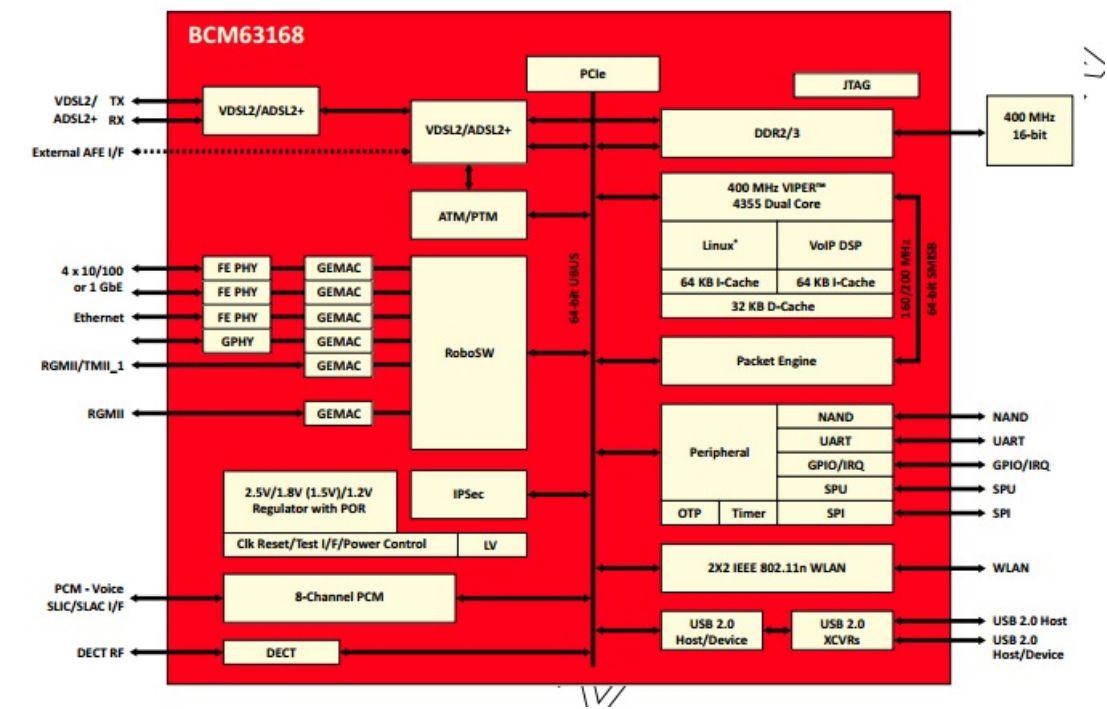 BCM63168
PCIe
JTAG
VDSL2/ TX
ADSL2+ RX
VDSL2/ADSL2+
External AFE I/F
VDSL2/ADSL2+
DDR2/3
400 MHz
16-bit
ATM/PTM
400 MHz VIPER™
4355 Dual Core
Linux*
VoIP DSP
64 KB I-Cache
64 KB I-Cache
32 KB D-Cache
160/200 MHz
64-bit SMISB
64-bit UBUS
4 x 10/100
or 1 GbE
Ethernet
FE PHY
GEMAC
FE PHY
GEMAC
FE PHY
GEMAC
GPHY
GEMAC
RGMII/TMII_1
GEMAC
RGMII
GEMAC
RoboSW
Packet Engine
Peripheral
NAND
NAND
UART
UART
GPIO/IRQ
GPIO/IRQ
SPU
SPU
OTP
Timer
SPI
SPI
2.5V/1.8V (1.5V)/1.2V
Regulator with POR
Clk Reset/Test I/F/Power Control
LV
IPSec
2X2 IEEE 802.11n WLAN
WLAN
PCM - Voice
SLIC/SLAC I/F
8-Channel PCM
USB 2.0
Host/Device
USB 2.0
XCVRs
USB 2.0 Host
USB 2.0
Host/Device
DECT RF
DECT